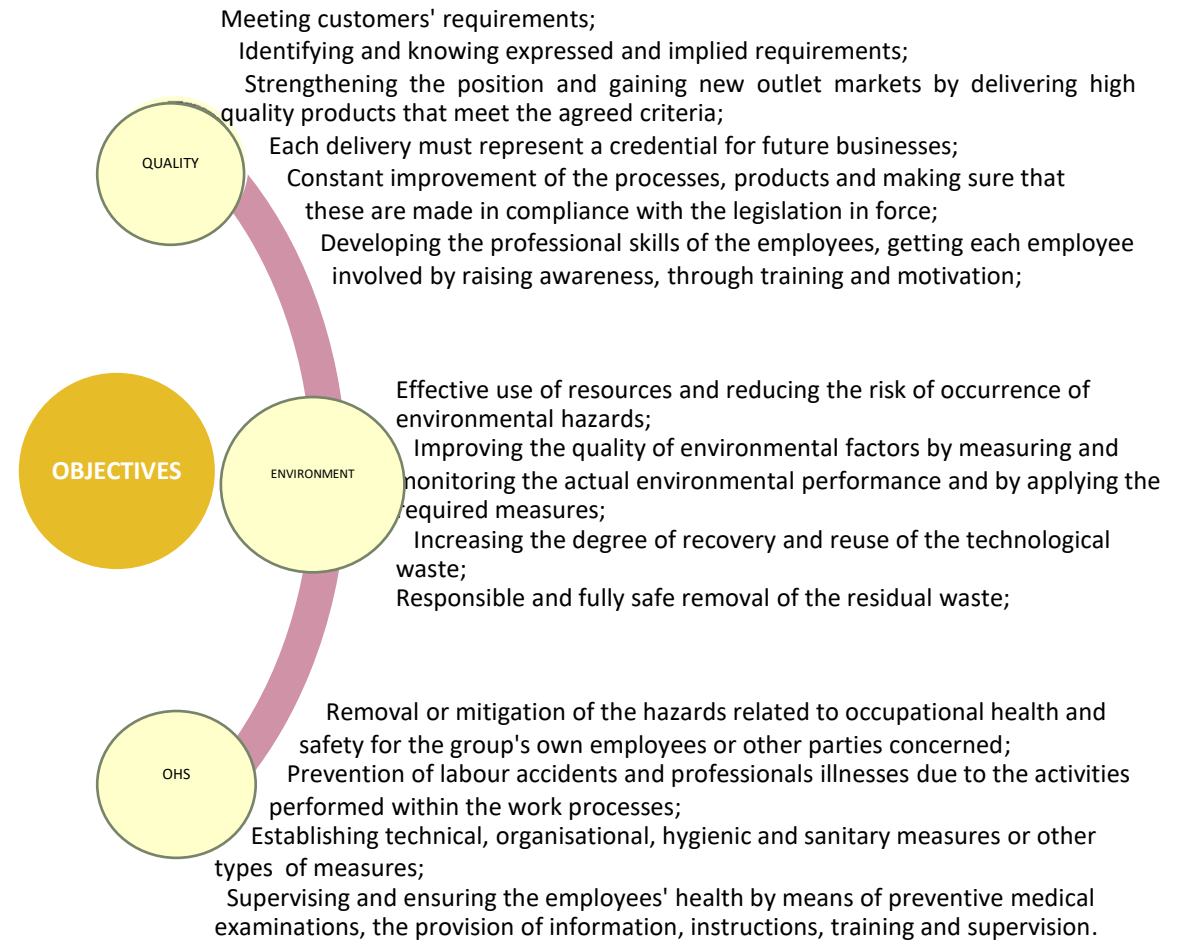 Meeting customers' requirements;
Identifying and knowing expressed and implied requirements;
Strengthening the position and gaining new outlet markets by delivering high
quality products that meet the agreed criteria;
QUALITY
Each delivery must represent a credential for future businesses;
Constant improvement of the processes, products and making sure that
these are made in compliance with the legislation in force;
Developing the professional skills of the employees, getting each employee
involved by raising awareness, through training and motivation;
OBJECTIVES
ENVIRONMENT
Effective use of resources and reducing the risk of occurrence of
environmental hazards;
Improving the quality of environmental factors by measuring and
monitoring the actual environmental performance and by applying the
required measures;
Increasing the degree of recovery and reuse of the technological
waste;
Responsible and fully safe removal of the residual waste;
OHS
Removal or mitigation of the hazards related to occupational health and
safety for the group's own employees or other parties concerned;
Prevention of labour accidents and professionals illnesses due to the activities
performed within the work processes;
Establishing technical, organisational, hygienic and sanitary measures or other
types of measures;
Supervising and ensuring the employees' health by means of preventive medical
examinations, the provision of information, instructions, training and supervision.